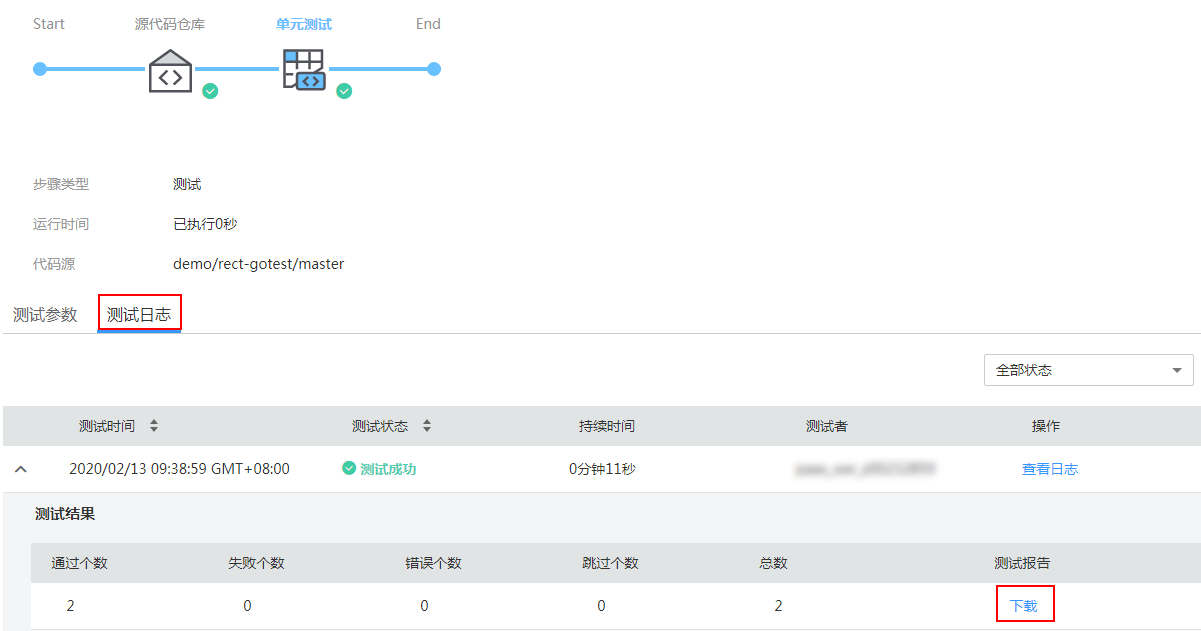 Start 源代码仓库 单元测试 End
步骤类型 测试
运行时间 已执行0秒
代码源 demo/rect-gotest/master
测试参数 测试日志
全部状态
测试时间 测试状态 持续时间 测试者 操作
2020/02/13 09:38:59 GMT+08:00 测试成功 0分钟11秒 查看日志
测试结果
通过个数 失败个数 错误个数 跳过个数 总数 测试报告
2 0 0 0 2 下载